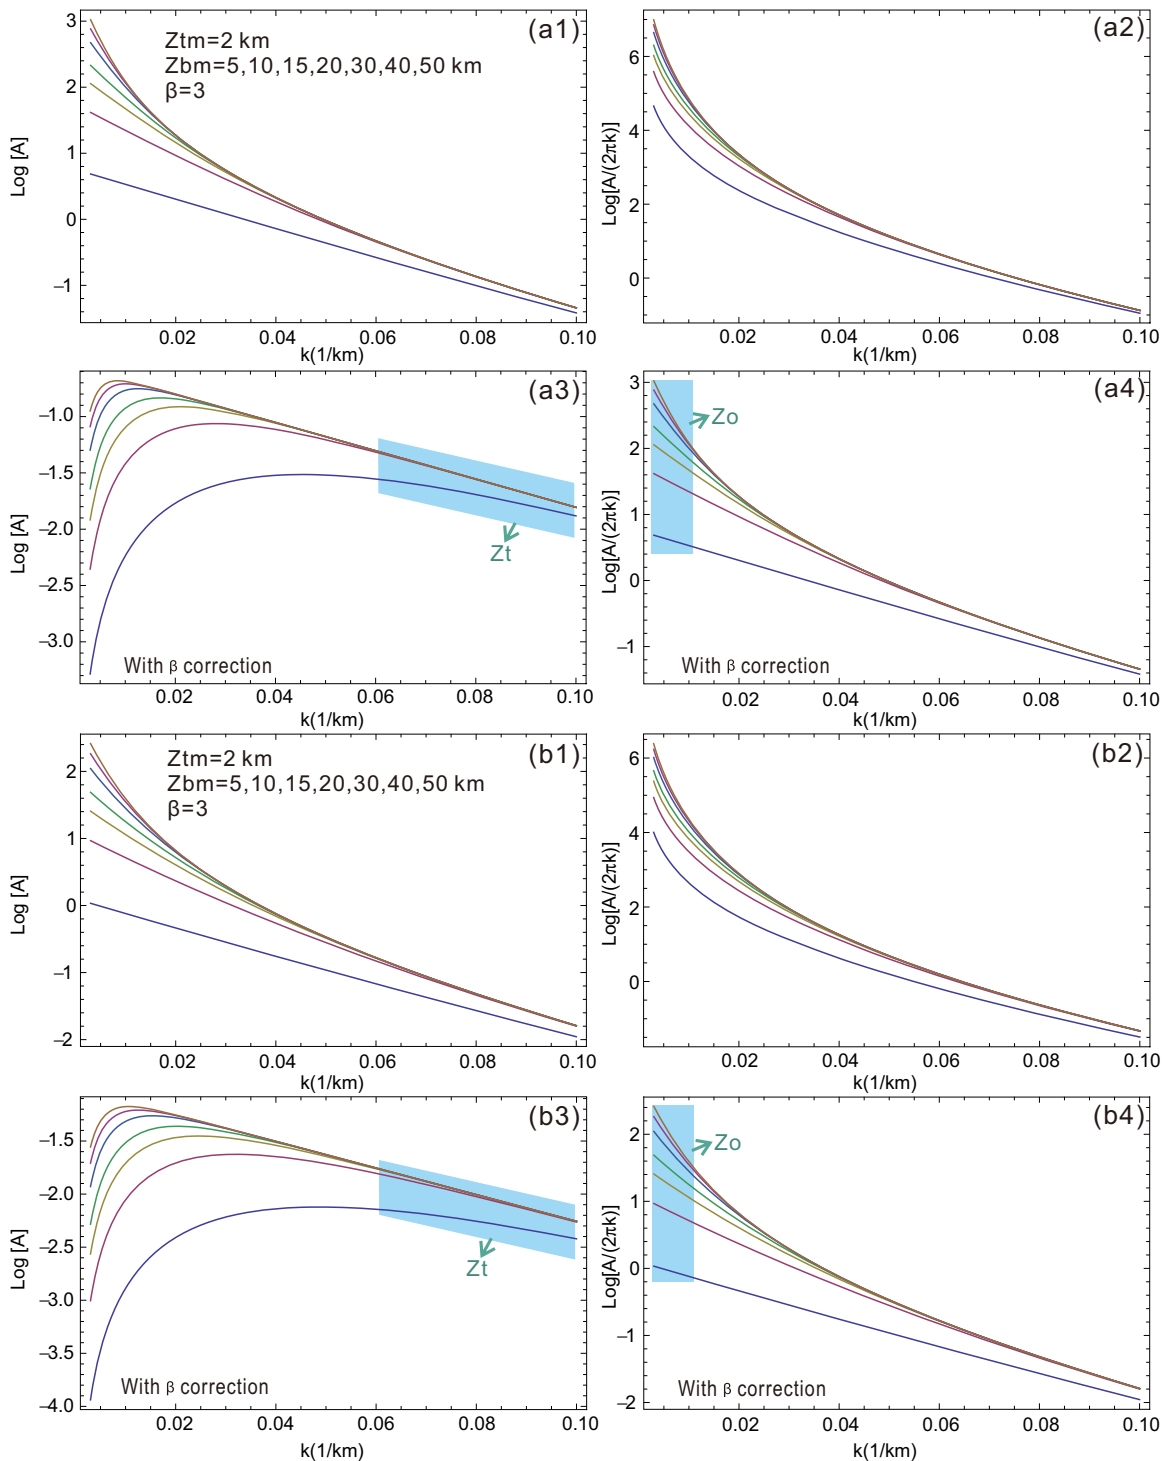 (a1)
Ztm=2 km
Zbm=5,10,15,20,30,40,50 km
β=3
Log [A]
3
2
1
0
−1
0.02 0.04 0.06 0.08 0.10
k(1/km)
(a2)
Log[A/(2πk)]
6
4
2
0
0.02 0.04 0.06 0.08 0.10
k(1/km)
(a3)
Log [A]
−1.0
−1.5
−2.0
−2.5
−3.0
Zt
With β correction
0.02 0.04 0.06 0.08 0.10
k(1/km)
(a4)
Log[A/(2πk)]
3
2
1
0
−1
Zo
With β correction
0.02 0.04 0.06 0.08 0.10
k(1/km)
(b1)
Ztm=2 km
Zbm=5,10,15,20,30,40,50 km
β=3
Log [A]
2
1
0
−1
−2
0.02 0.04 0.06 0.08 0.10
k(1/km)
(b2)
Log[A/(2πk)]
6
4
2
0
0.02 0.04 0.06 0.08 0.10
k(1/km)
(b3)
Log [A]
−1.5
−2.0
−2.5
−3.0
−3.5
−4.0
Zt
With β correction
0.02 0.04 0.06 0.08 0.10
k(1/km)
(b4)
Log[A/(2πk)]
2
1
0
−1
−2
Zo
With β correction
0.02 0.04 0.06 0.08 0.10
k(1/km)